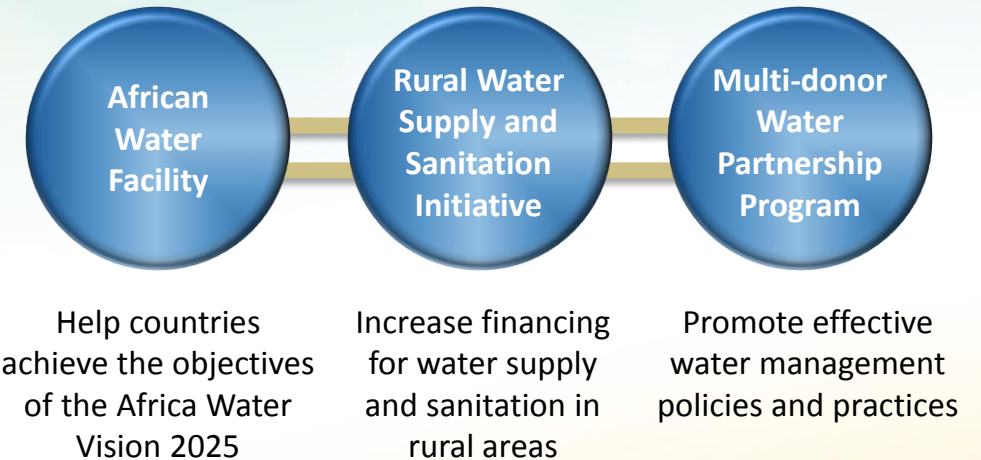 African
Water
Facility
Rural Water
Supply and
Sanitation
Initiative
Multi-donor
Water
Partnership
Program
Help countries
achieve the objectives
of the Africa Water
Vision 2025
Increase financing
for water supply
and sanitation in
rural areas
Promote effective
water management
policies and practices